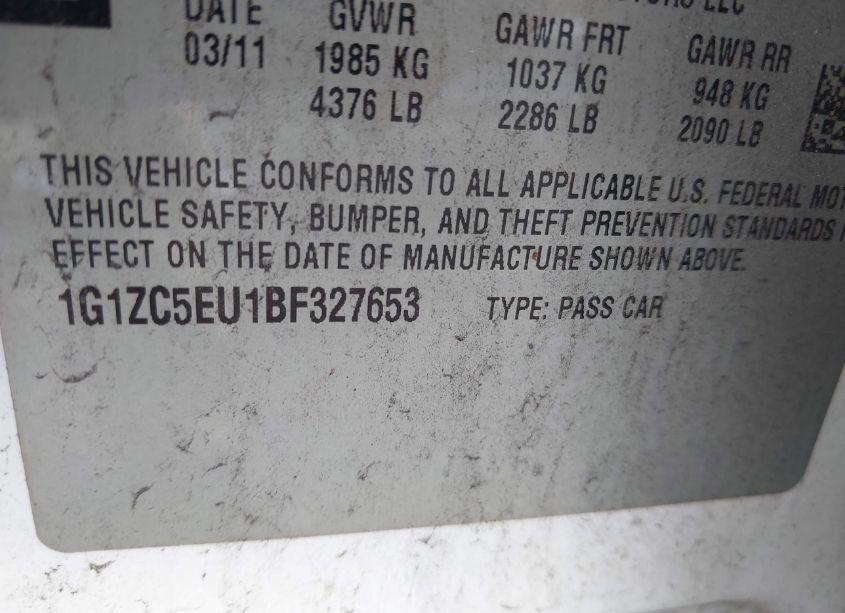 LLC
DATE GVWR GAWR FRT GAWR RR
03/11 1985 KG 1037 KG 948 KG
4376 LB 2286 LB 2090 LB
THIS VEHICLE CONFORMS TO ALL APPLICABLE U.S. FEDERAL MOT
VEHICLE SAFETY, BUMPER, AND THEFT PREVENTION STANDARDS
EFFECT ON THE DATE OF MANUFACTURE SHOWN ABOVE.
1G1ZC5EU1BF327653 TYPE: PASS CAR